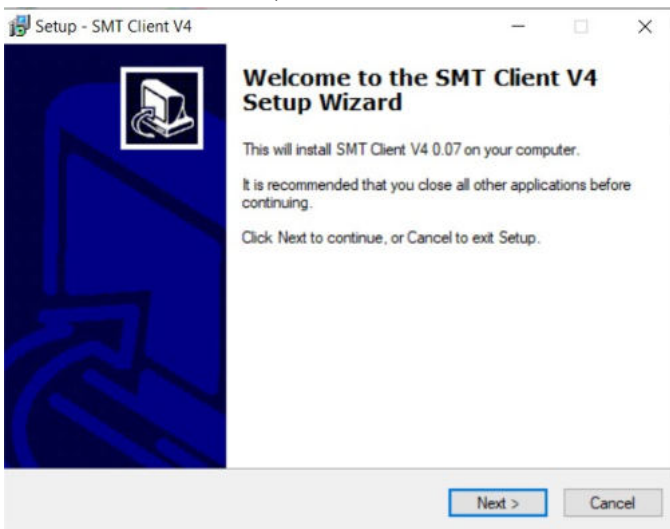 Setup - SMT Client V4
Welcome to the SMT Client V4
Setup Wizard
This will install SMT Client V4 0.07 on your computer.
It is recommended that you close all other applications before
continuing.
Click Next to continue, or Cancel to exit Setup.
Next >
Cancel